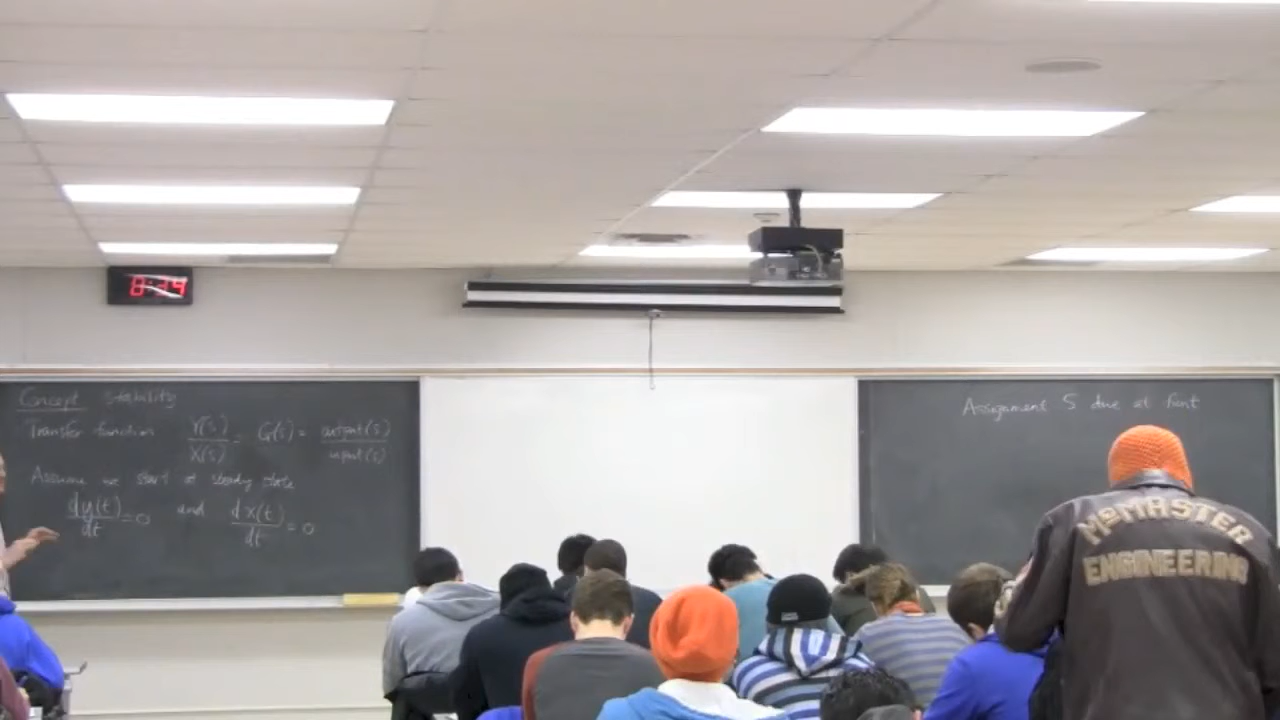 8:34
Concept Stability
Transfer function Y(s)/X(s) = G(s) = output(s)/input(s)
Assume we start at steady state
dy(t)/dt = 0 and dx(t)/dt = 0
Assignment 5 due at front
McMASTER
ENGINEERING